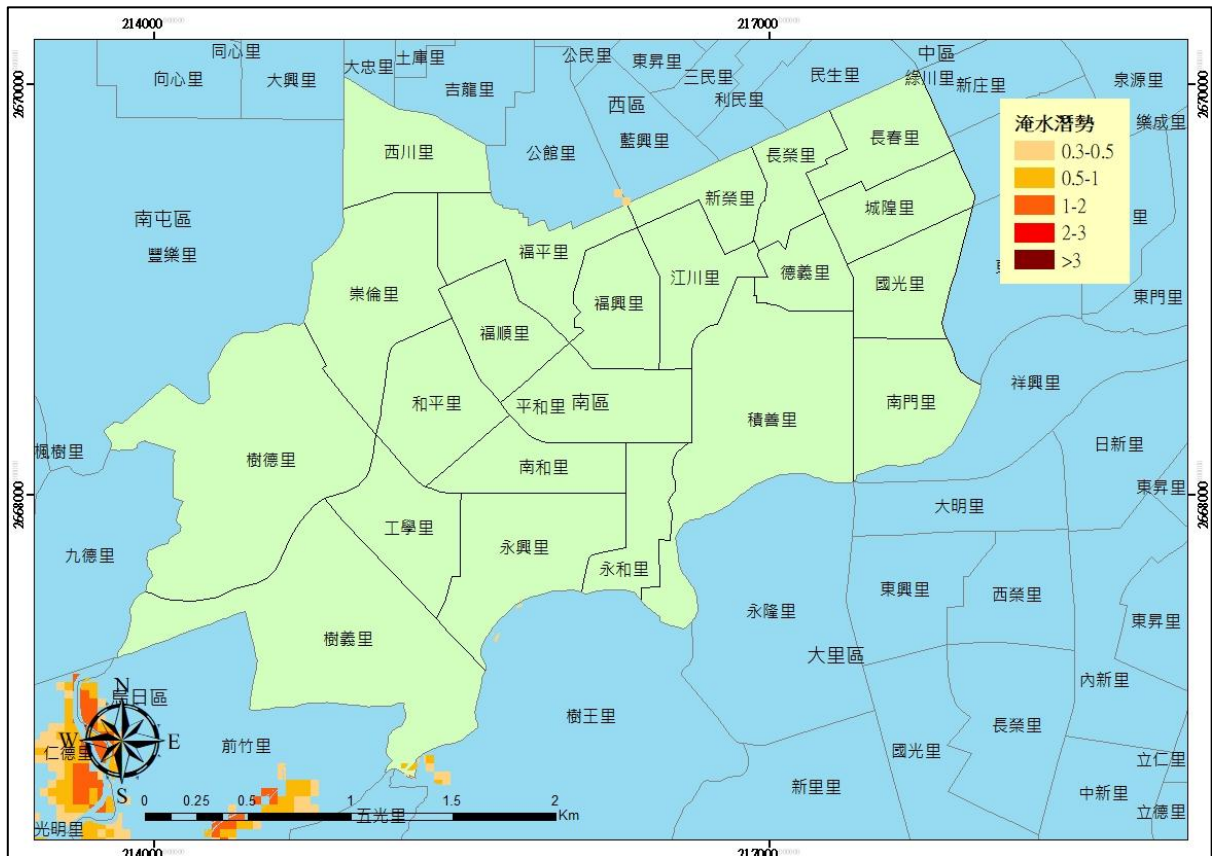 214000
217000
2670000
2670000
同心里
向心里
大興里
大忠里
土庫里
吉龍里
公民里
東昇里
三民里
利民里
民生里
中區
綠川里
新庄里
泉源里
樂成里
西區
藍興里
公館里
西川里
長榮里
長春里
新榮里
城隍里
淹水潛勢
0.3-0.5
0.5-1
1-2
2-3
>3
里
東門里
南屯區
豐樂里
福平里
崇倫里
福興里
江川里
德義里
國光里
福順里
和平里
平和里
南區
積善里
南門里
祥興里
楓樹里
樹德里
南和里
日新里
東昇里
2668000
2668000
大明里
工學里
永興里
永和里
九德里
東興里
西榮里
永隆里
大里區
東昇里
樹義里
內新里
烏日區
樹王里
長榮里
仁德里
前竹里
國光里
立仁里
新里里
中新里
立德里
光明里
五光里
N
W
E
S
0
0.25
0.5
1
1.5
2
Km
214000
217000